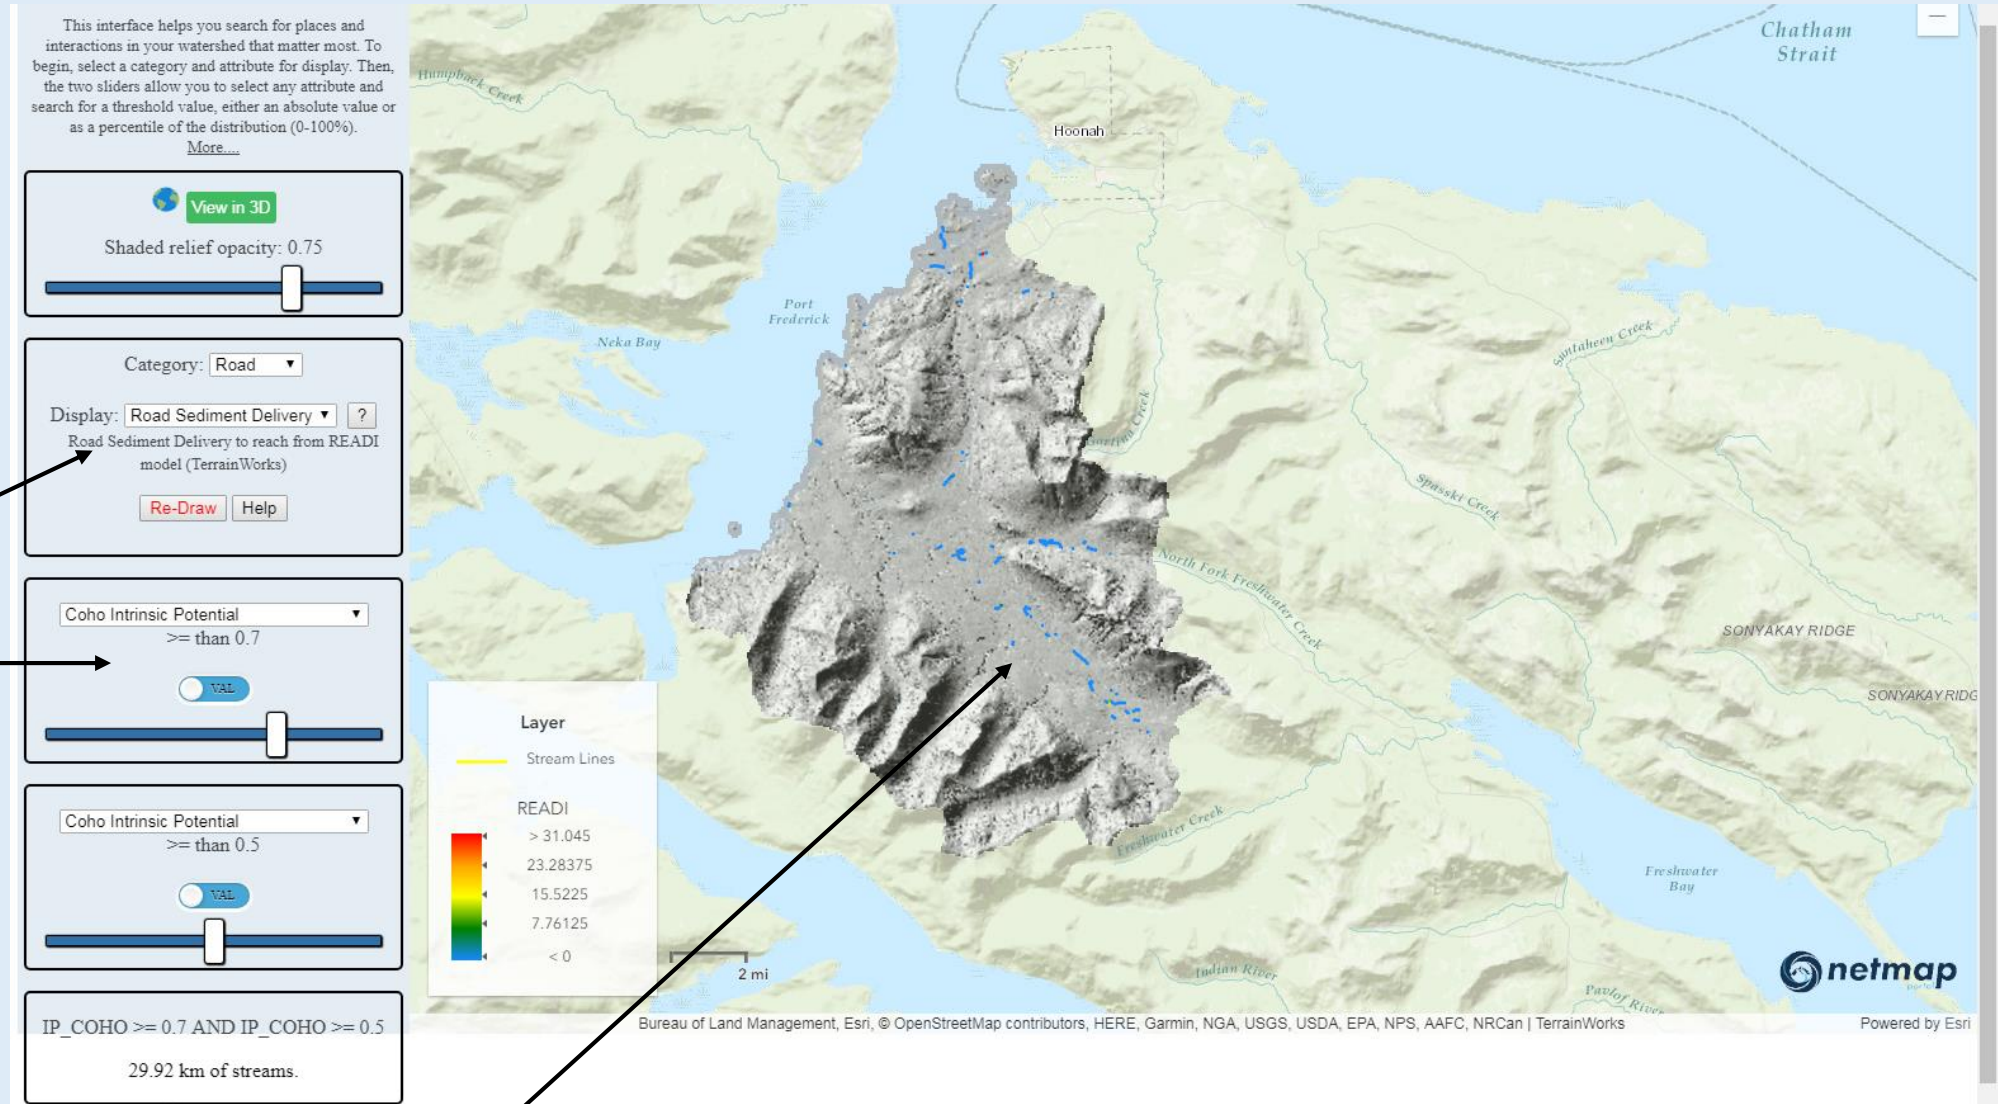 This interface helps you search for places and
interactions in your watershed that matter most. To
begin, select a category and attribute for display. Then,
the two sliders allow you to select any attribute and
search for a threshold value, either an absolute value or
as a percentile of the distribution (0-100%).
More....
View in 3D
Shaded relief opacity: 0.75
Category: Road
Display: Road Sediment Delivery ?
Road Sediment Delivery to reach from READI
model (TerrainWorks)
Re-Draw Help
Coho Intrinsic Potential
>= than 0.7
VAL
Coho Intrinsic Potential
>= than 0.5
VAL
IP_COHO >= 0.7 AND IP_COHO >= 0.5
29.92 km of streams.
Chatham
Strait
Humpback Creek
Hoonah
Port
Frederick
Neka Bay
Suntaheen Creek
Gartina Creek
Spasski Creek
North Fork Freshwater Creek
SONYAKAY RIDGE
SONYAKAY RIDG
Freshwater Creek
Freshwater
Bay
Indian River
Pavlof River
Layer
Stream Lines
READI
> 31.045
23.28375
15.5225
7.76125
< 0
2 mi
netmap
portal
Bureau of Land Management, Esri, © OpenStreetMap contributors, HERE, Garmin, NGA, USGS, USDA, EPA, NPS, AAFC, NRCan | TerrainWorks
Powered by Esri